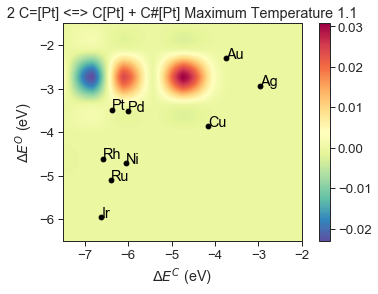 2 C=[Pt] <=> C[Pt] + C#[Pt] Maximum Temperature 1.1
0.03
0.02
0.01
0.00
−0.01
−0.02
−2
−3
−4
−5
−6
ΔE^O (eV)
Au
Ag
Pt
Pd
Cu
Rh
Ni
Ru
Ir
−7
−6
−5
−4
−3
−2
ΔE^C (eV)